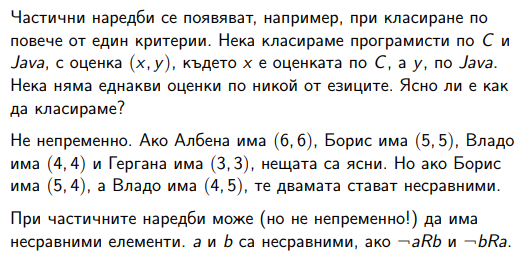 Частични наредби се появяват, например, при класиране по
повече от един критерии. Нека класираме програмисти по C и
Java, с оценка (x, y), където x е оценката по C, а y, по Java.
Нека няма еднакви оценки по никой от езиците. Ясно ли е как
да класираме?
Не непременно. Ако Албена има (6, 6), Борис има (5, 5), Владо
има (4, 4) и Гергана има (3, 3), нещата са ясни. Но ако Борис
има (5, 4), а Владо има (4, 5), те двамата стават несравними.
При частичните наредби може (но не непременно!) да има
несравними елементи. a и b са несравними, ако ¬aRb и ¬bRa.